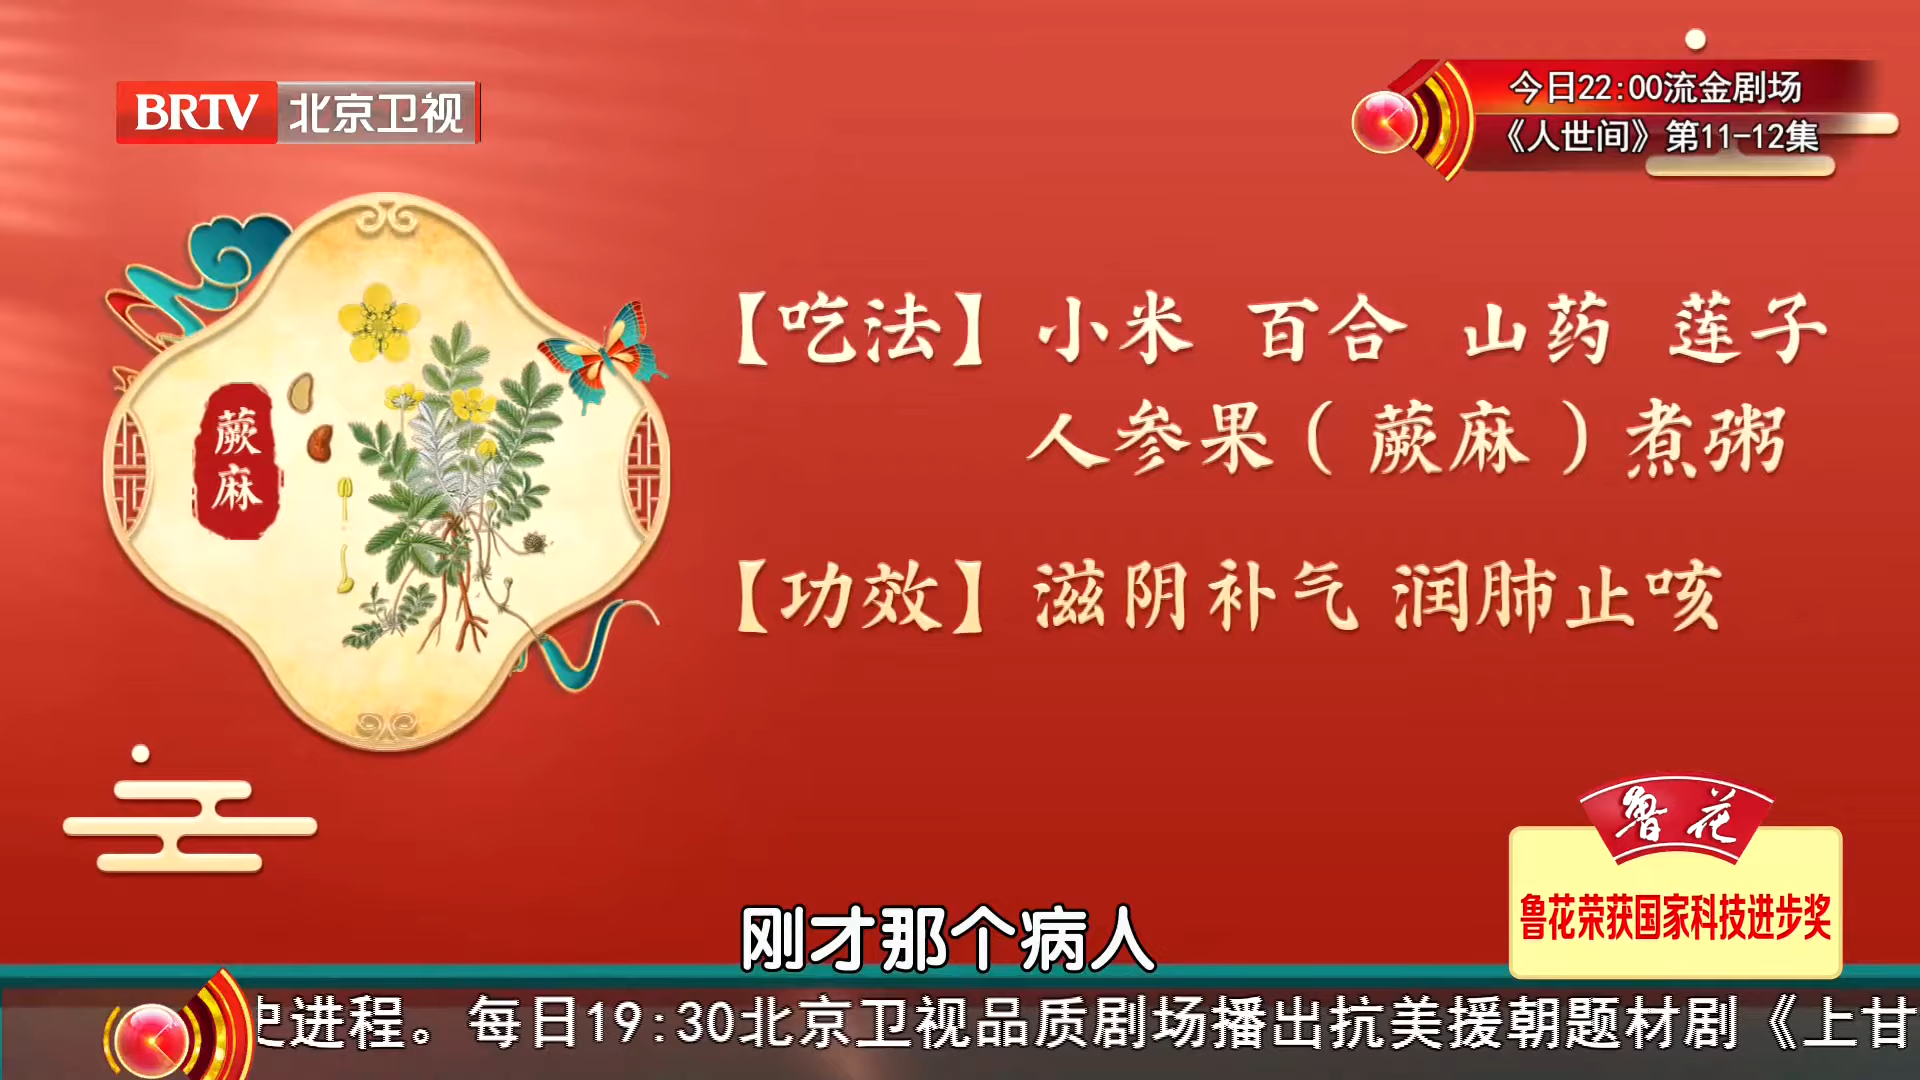 BRTV 北京卫视
今日22:00流金剧场
《人世间》第11-12集
蕨麻
【吃法】小米 百合 山药 莲子
人参果(蕨麻)煮粥
【功效】滋阴补气 润肺止咳
鲁花
鲁花荣获国家科技进步奖
刚才那个病人
史进程。每日19:30北京卫视品质剧场播出抗美援朝题材剧《上甘